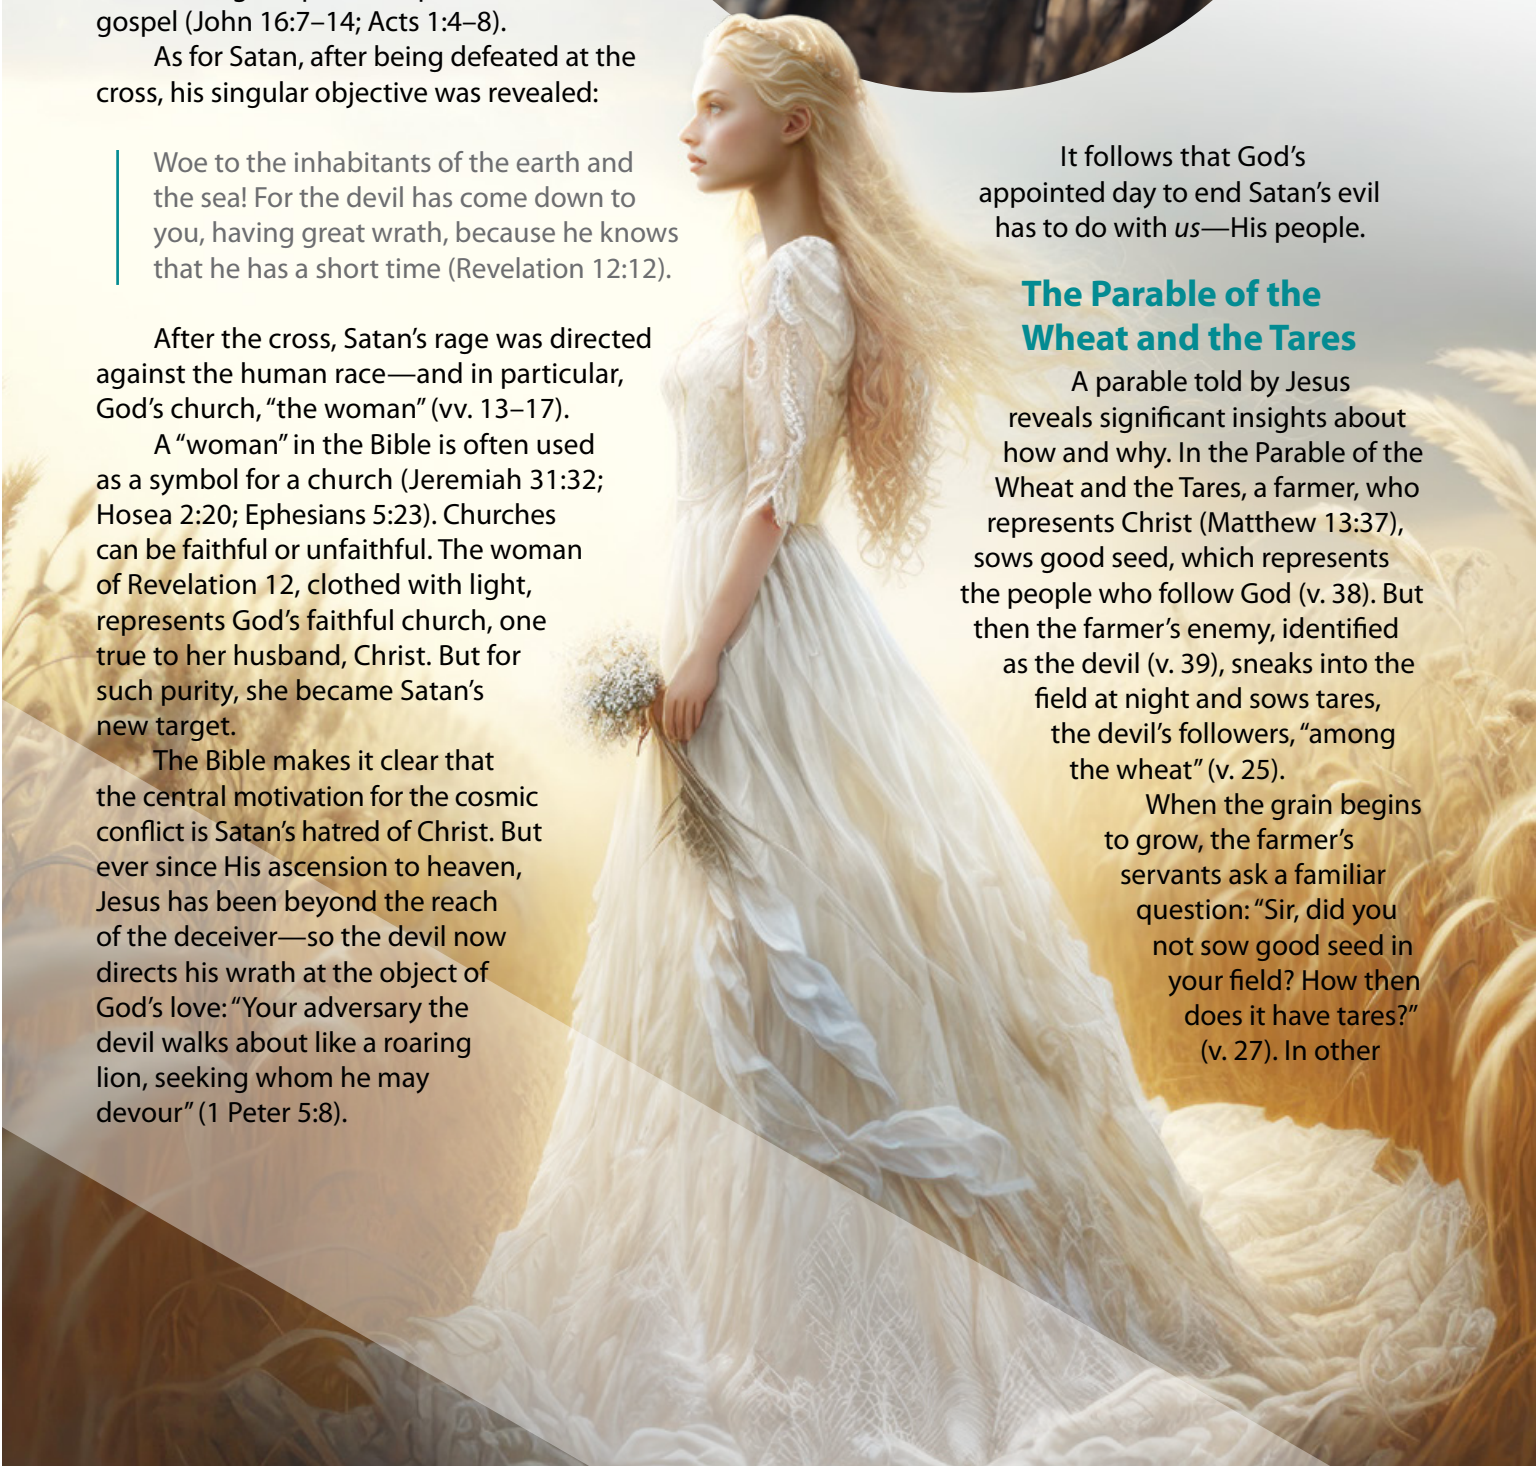 gospel (John 16:7–14; Acts 1:4–8).
As for Satan, after being defeated at the
cross, his singular objective was revealed:
Woe to the inhabitants of the earth and
the sea! For the devil has come down to
you, having great wrath, because he knows
that he has a short time (Revelation 12:12).
After the cross, Satan’s rage was directed
against the human race—and in particular,
God’s church, “the woman” (vv. 13–17).
A “woman” in the Bible is often used
as a symbol for a church (Jeremiah 31:32;
Hosea 2:20; Ephesians 5:23). Churches
can be faithful or unfaithful. The woman
of Revelation 12, clothed with light,
represents God’s faithful church, one
true to her husband, Christ. But for
such purity, she became Satan’s
new target.
The Bible makes it clear that
the central motivation for the cosmic
conflict is Satan’s hatred of Christ. But
ever since His ascension to heaven,
Jesus has been beyond the reach
of the deceiver—so the devil now
directs his wrath at the object of
God’s love: “Your adversary the
devil walks about like a roaring
lion, seeking whom he may
devour” (1 Peter 5:8).
It follows that God’s
appointed day to end Satan’s evil
has to do with us—His people.
The Parable of the
Wheat and the Tares
A parable told by Jesus
reveals significant insights about
how and why. In the Parable of the
Wheat and the Tares, a farmer, who
represents Christ (Matthew 13:37),
sows good seed, which represents
the people who follow God (v. 38). But
then the farmer’s enemy, identified
as the devil (v. 39), sneaks into the
field at night and sows tares,
the devil’s followers, “among
the wheat” (v. 25).
When the grain begins
to grow, the farmer’s
servants ask a familiar
question: “Sir, did you
not sow good seed in
your field? How then
does it have tares?”
(v. 27). In other